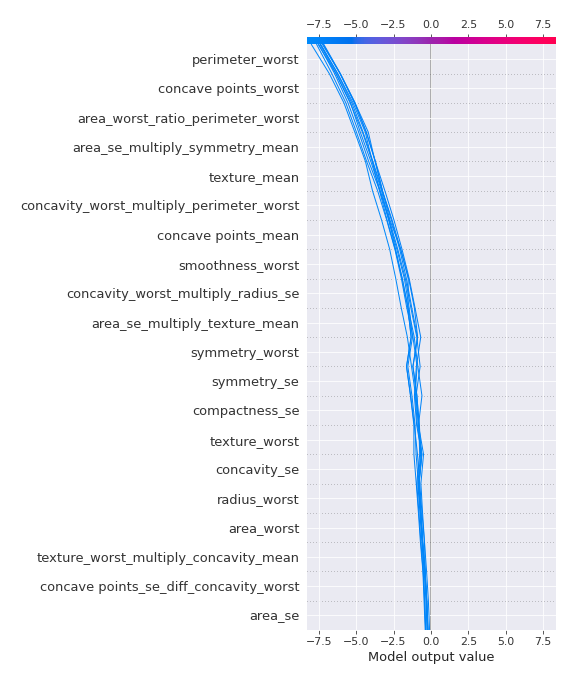 −7.5 −5.0 −2.5 0.0 2.5 5.0 7.5
perimeter_worst
concave points_worst
area_worst_ratio_perimeter_worst
area_se_multiply_symmetry_mean
texture_mean
concavity_worst_multiply_perimeter_worst
concave points_mean
smoothness_worst
concavity_worst_multiply_radius_se
area_se_multiply_texture_mean
symmetry_worst
symmetry_se
compactness_se
texture_worst
concavity_se
radius_worst
area_worst
texture_worst_multiply_concavity_mean
concave points_se_diff_concavity_worst
area_se
−7.5 −5.0 −2.5 0.0 2.5 5.0 7.5
Model output value